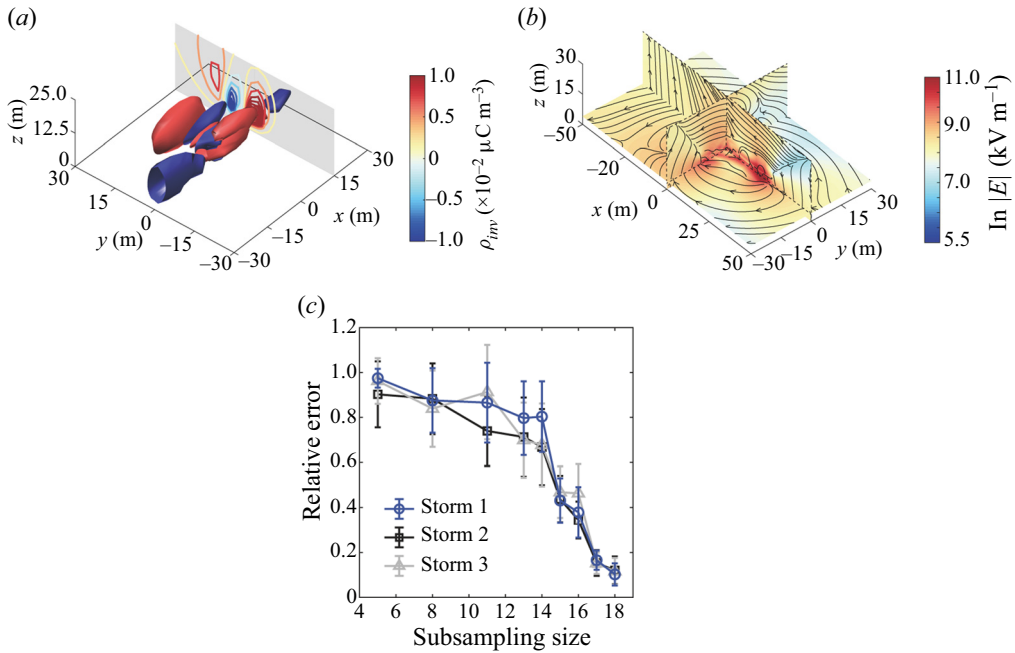 (a)
z (m)
25.0
12.5
0
30
15
0
−15
−30
y (m)
−30
−15
0
15
30
x (m)
1.0
0.5
0
−0.5
−1.0
ρinv (×10−2 μC m−3)
(b)
z (m)
30
15
0
−50
−20
0
25
50
x (m)
−30
−15
0
15
30
y (m)
11.0
9.0
7.0
5.5
In |E| (kV m−1)
(c)
1.2
1.0
0.8
0.6
0.4
0.2
0
Relative error
Storm 1
Storm 2
Storm 3
4 6 8 10 12 14 16 18
Subsampling size